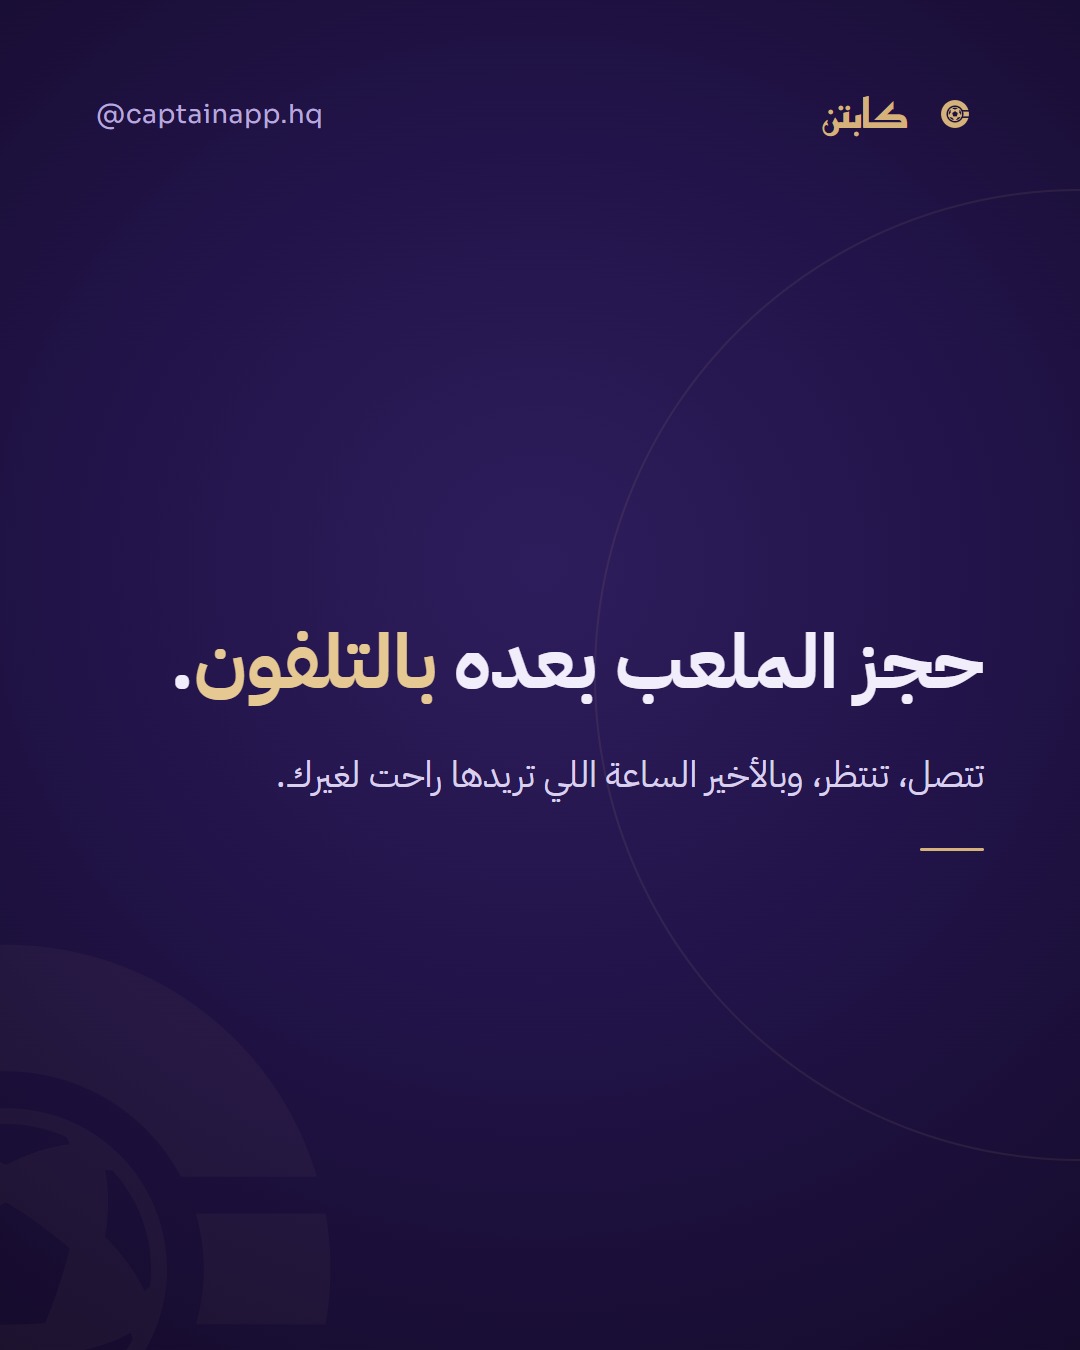 كابتن
@captainapp.hq
حجز الملعب بعده بالتلفون.
تتصل، تنتظر، وبالأخير الساعة اللي تريدها راحت لغيرك.